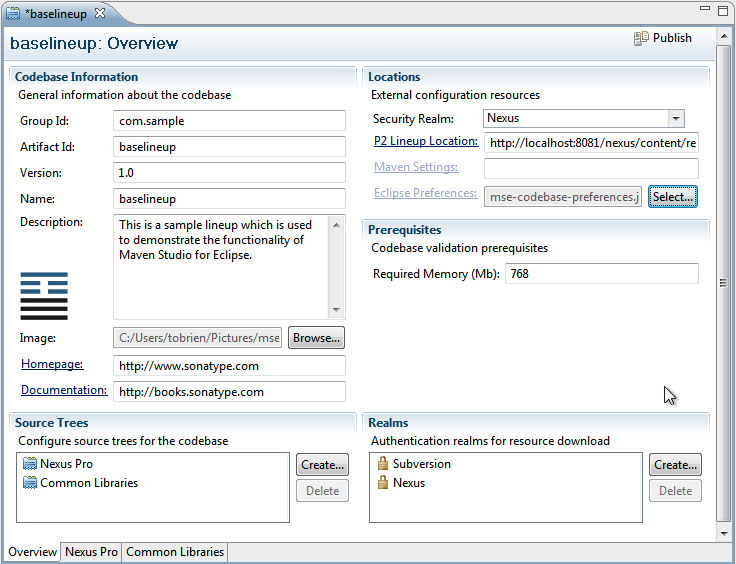 *baselineup
baselineup: Overview
Publish
Codebase Information
General information about the codebase
Group Id: com.sample
Artifact Id: baselineup
Version: 1.0
Name: baselineup
Description: This is a sample lineup which is used
to demonstrate the functionality of
Maven Studio for Eclipse.
Image: C:/Users/tobrien/Pictures/mse Browse...
Homepage: http://www.sonatype.com
Documentation: http://books.sonatype.com
Locations
External configuration resources
Security Realm: Nexus
P2 Lineup Location: http://localhost:8081/nexus/content/re
Maven Settings:
Eclipse Preferences: mse-codebase-preferences.j Select...
Prerequisites
Codebase validation prerequisites
Required Memory (Mb): 768
Source Trees
Configure source trees for the codebase
Nexus Pro
Common Libraries
Create...
Delete
Realms
Authentication realms for resource download
Subversion
Nexus
Create...
Delete
Overview Nexus Pro Common Libraries